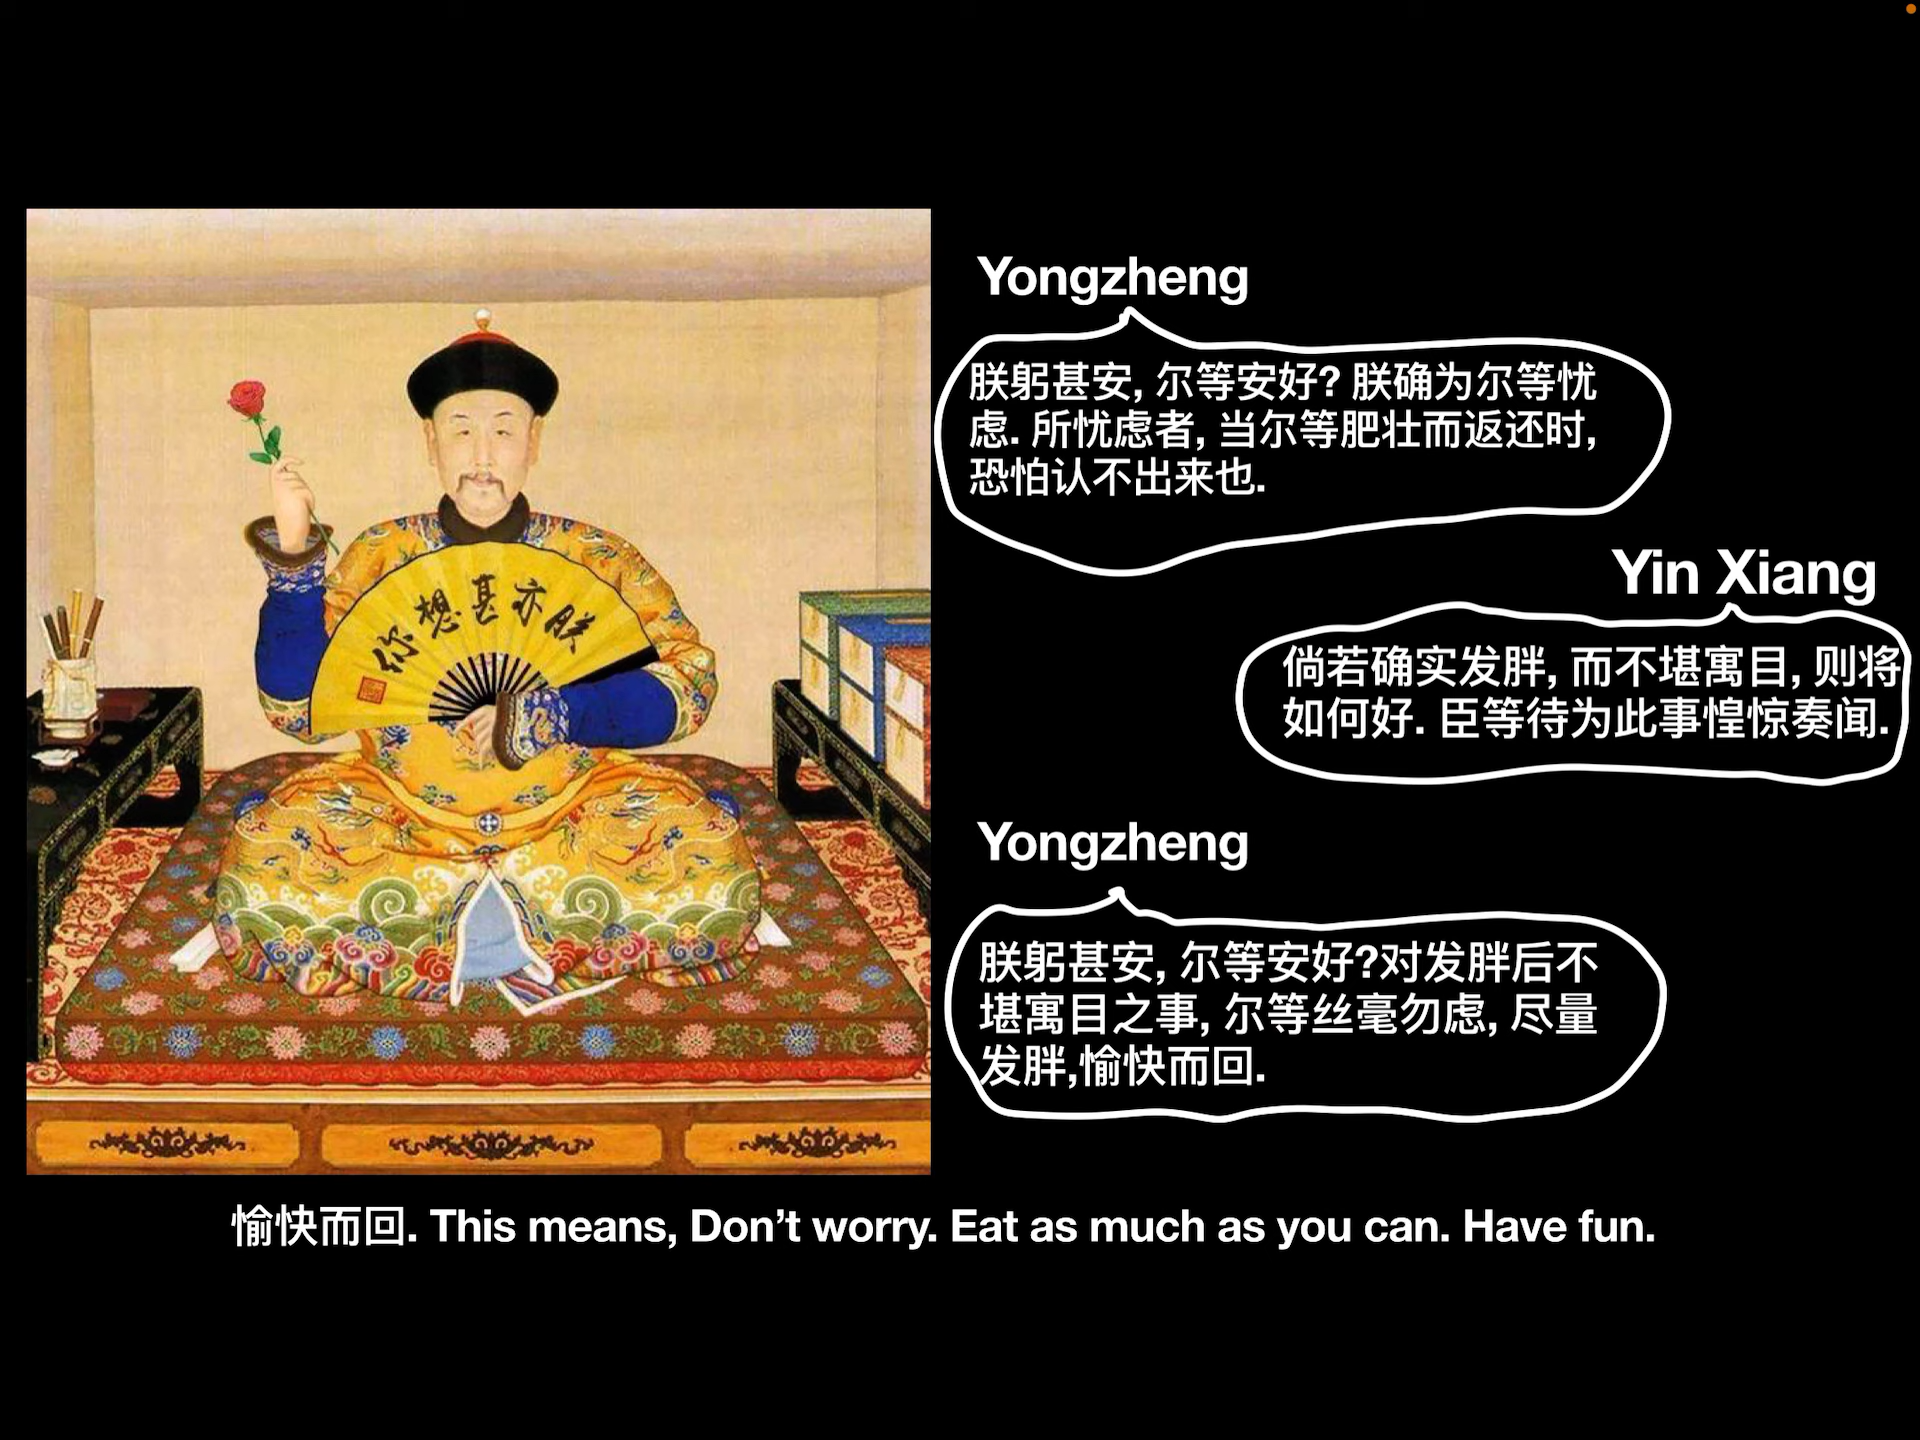 朕亦甚想你
Yongzheng
朕躬甚安, 尔等安好? 朕确为尔等忧
虑. 所忧虑者, 当尔等肥壮而返还时,
恐怕认不出来也.
Yin Xiang
倘若确实发胖, 而不堪寓目, 则将
如何好. 臣等待为此事惶惊奏闻.
Yongzheng
朕躬甚安, 尔等安好?对发胖后不
堪寓目之事, 尔等丝毫勿虑, 尽量
发胖,愉快而回.
愉快而回. This means, Don’t worry. Eat as much as you can. Have fun.